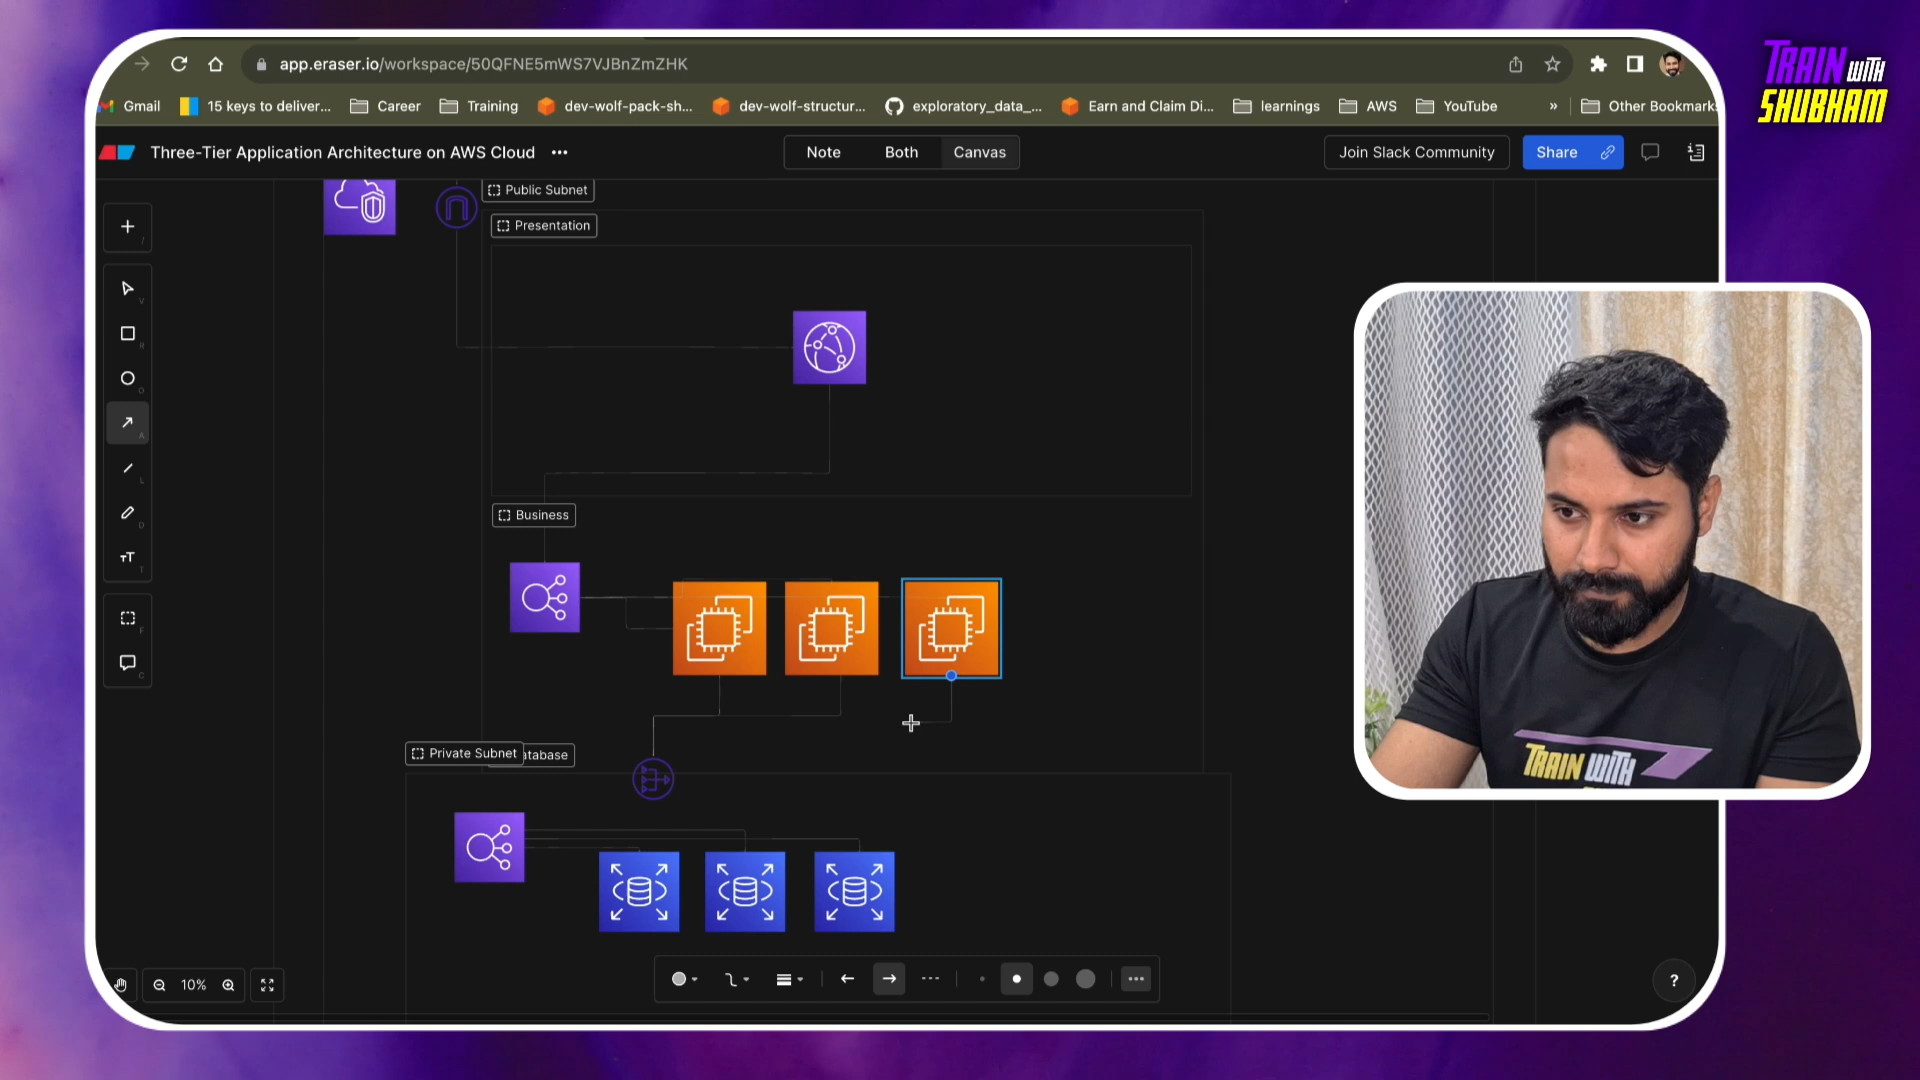 TRAIN WITH
SHUBHAM
app.eraser.io/workspace/50QFNE5mWS7VJBnZmZHK
Gmail
15 keys to deliver...
Career
Training
dev-wolf-pack-sh...
dev-wolf-structur...
exploratory_data_...
Earn and Claim Di...
learnings
AWS
YouTube
»
Other Bookmarks
Three-Tier Application Architecture on AWS Cloud
Note
Both
Canvas
Join Slack Community
Share
Public Subnet
Presentation
Business
Private Subnet
atabase
10%
?
TRAIN WITH